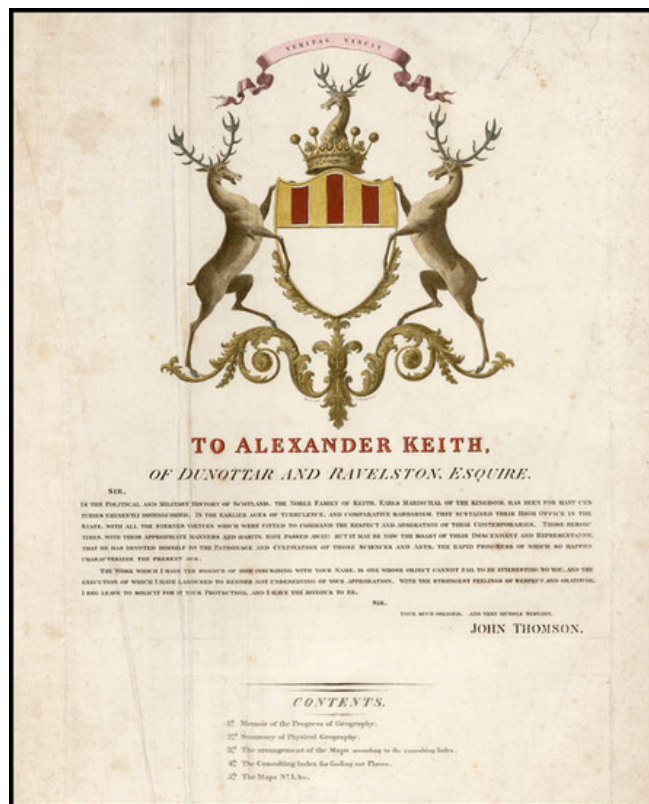 VERITAS VINCIT
TO ALEXANDER KEITH,
OF DUNOTTAR AND RAVELSTON, ESQUIRE.
SIR,
IN THE POLITICAL AND MILITARY HISTORY OF SCOTLAND, THE NOBLE FAMILY OF KEITH, EARLS MARISCHAL OF THE KINGDOM, HAS BEEN FOR MANY CEN
TURIES EMINENTLY DISTINGUISHED. IN THE EARLIER AGES OF TURBULENCE, AND COMPARATIVE BARBARISM, THEY SUSTAINED THEIR HIGH OFFICE IN THE
STATE, WITH ALL THE STERNER VIRTUES WHICH WERE FITTED TO COMMAND THE RESPECT AND ADMIRATION OF THEIR CONTEMPORARIES. THOSE HEROIC
TIMES, WITH THEIR APPROPRIATE MANNERS AND HABITS, HAVE PASSED AWAY: BUT IT MAY BE NOW THE BOAST OF THEIR DESCENDANT AND REPRESENTATIVE,
THAT HE HAS DEVOTED HIMSELF TO THE PATRONAGE AND CULTIVATION OF THOSE SCIENCES AND ARTS, THE RAPID PROGRESS OF WHICH SO HAPPILY
CHARACTERIZES THE PRESENT AGE.
THE WORK WHICH I HAVE THE HONOUR OF NOW INSCRIBING WITH YOUR NAME, IS ONE WHOSE OBJECT CANNOT FAIL TO BE INTERESTING TO YOU, AND THE
EXECUTION OF WHICH I HAVE LABOURED TO RENDER NOT UNDESERVING OF YOUR APPROBATION. WITH THE STRONGEST FEELINGS OF RESPECT AND GRATITUDE,
I BEG LEAVE TO SOLICIT FOR IT YOUR PROTECTION, AND I HAVE THE HONOUR TO BE,
SIR,
YOUR MUCH OBLIGED, AND VERY HUMBLE SERVANT,
JOHN THOMSON.
CONTENTS.
1º Memoir of the Progress of Geography.
2º Summary of Physical Geography.
3º The arrangement of the Maps according to the consulting Index.
4º The Consulting Index for finding out Places.
5º The Maps Nº 1, &c.